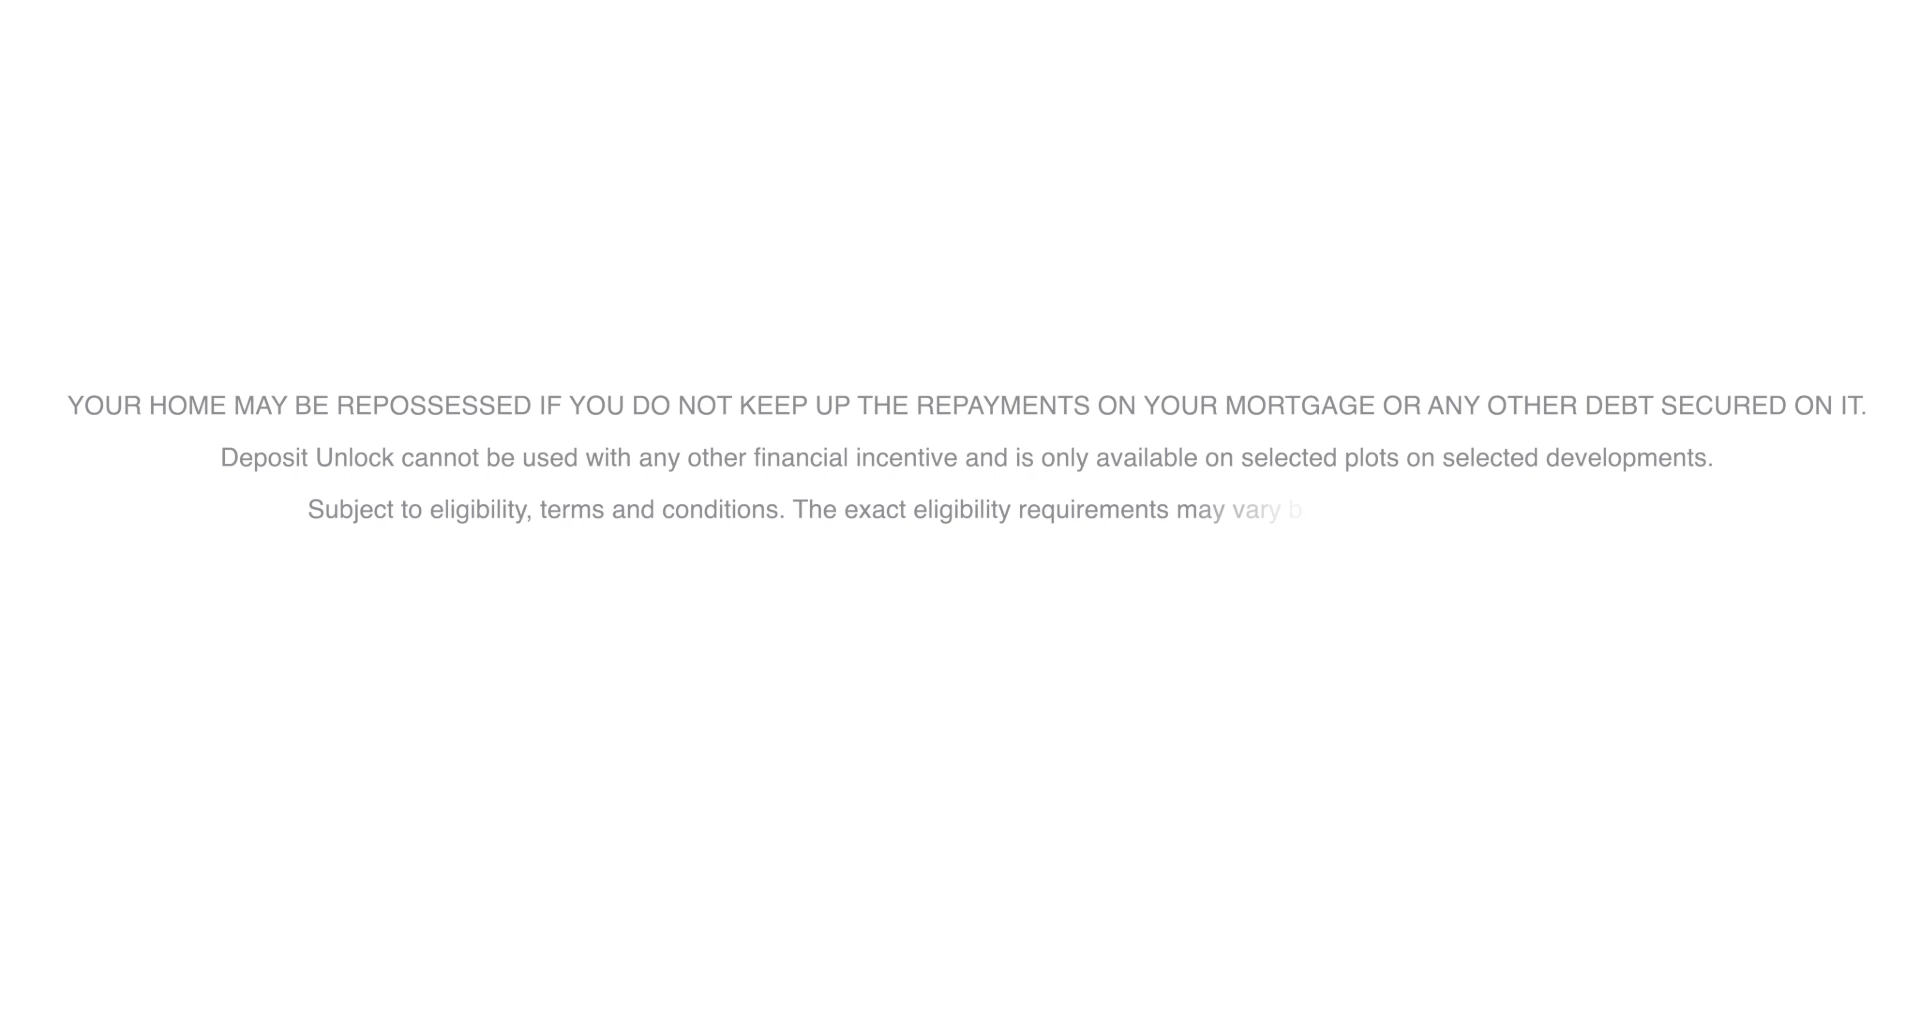 YOUR HOME MAY BE REPOSSESSED IF YOU DO NOT KEEP UP THE REPAYMENTS ON YOUR MORTGAGE OR ANY OTHER DEBT SECURED ON IT.
Deposit Unlock cannot be used with any other financial incentive and is only available on selected plots on selected developments.
Subject to eligibility, terms and conditions. The exact eligibility requirements may vary